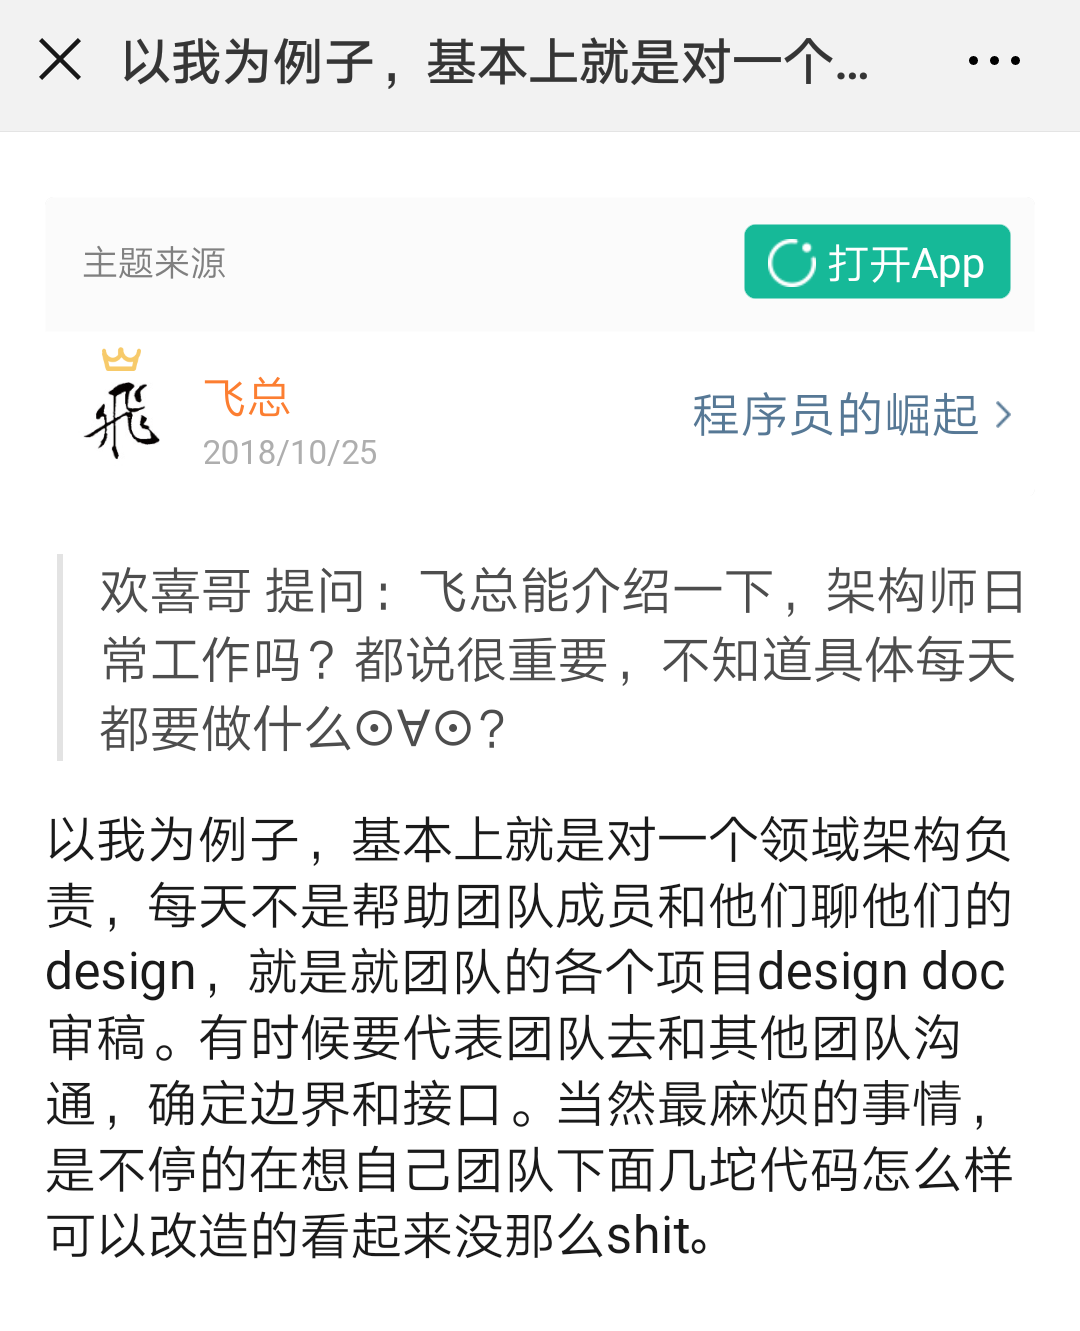 以我为例子，基本上就是对一个...
主题来源
打开App
飛
飞总
程序员的崛起
2018/10/25
欢喜哥 提问：飞总能介绍一下，架构师日
常工作吗？都说很重要，不知道具体每天
都要做什么⊙∀⊙？
以我为例子，基本上就是对一个领域架构负
责，每天不是帮助团队成员和他们聊他们的
design，就是就团队的各个项目design doc
审稿。有时候要代表团队去和其他团队沟
通，确定边界和接口。当然最麻烦的事情，
是不停的在想自己团队下面几坨代码怎么样
可以改造的看起来没那么shit。